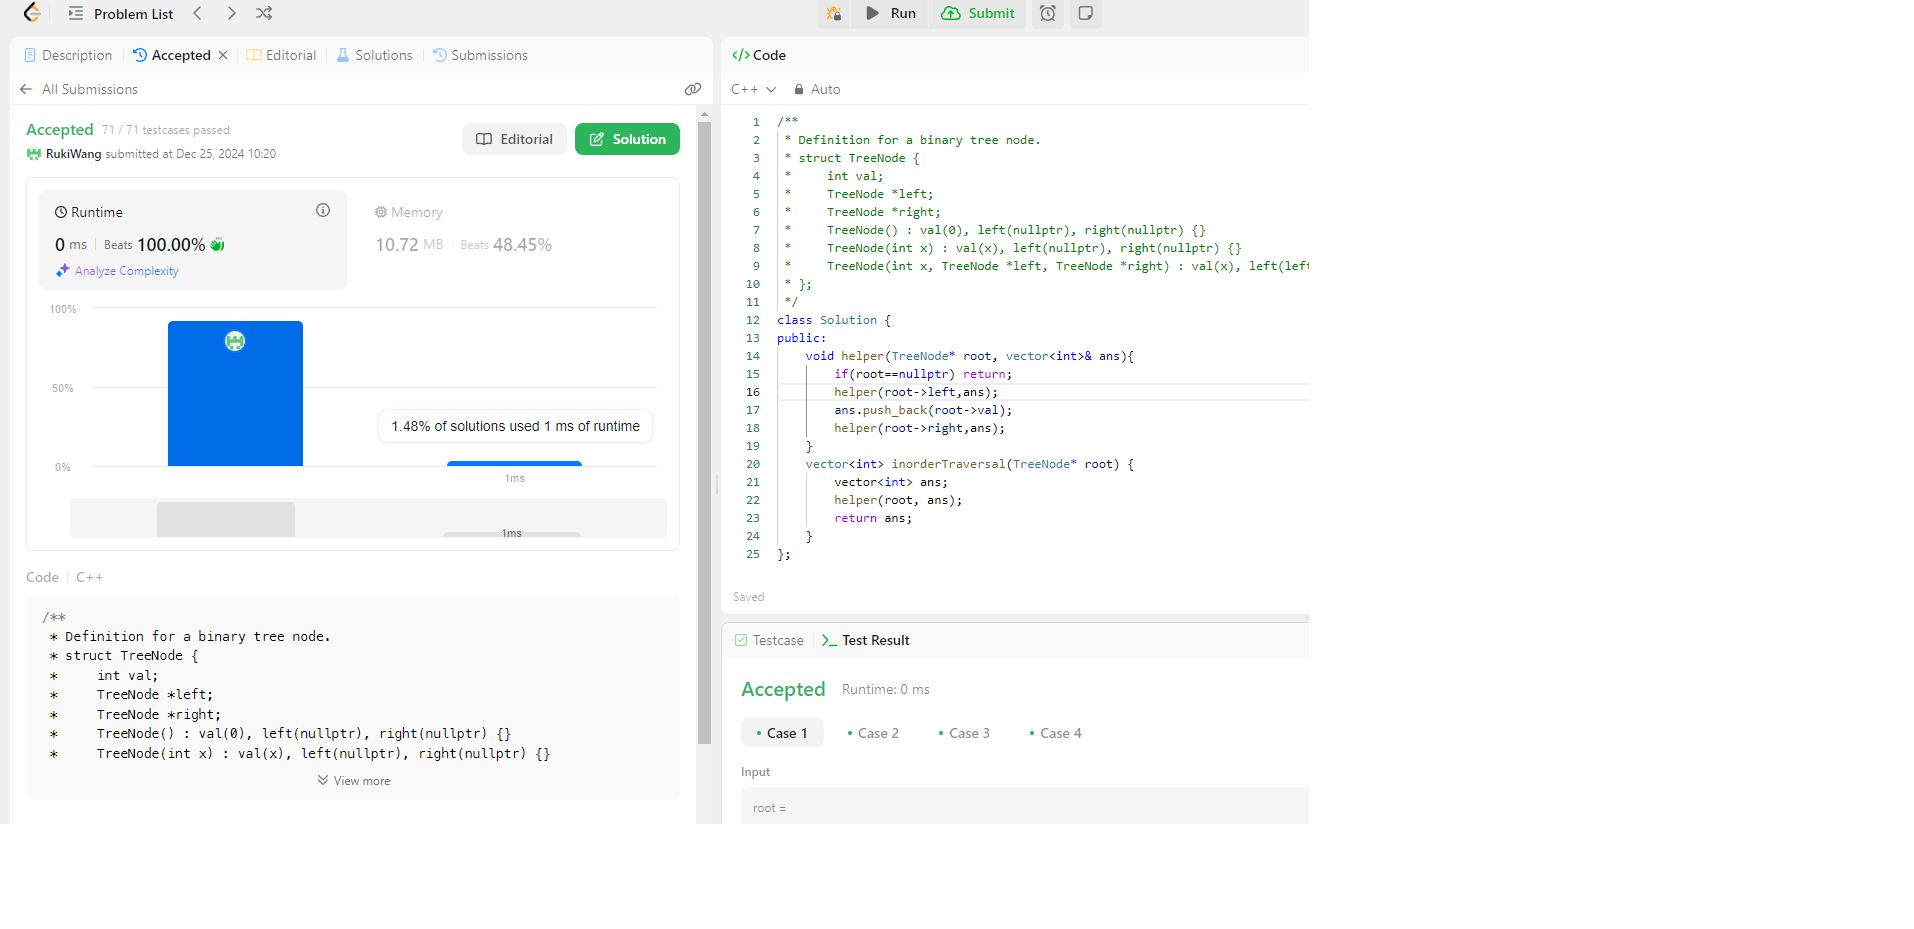 Problem List
Run
Submit
Description
Accepted
Editorial
Solutions
Submissions
All Submissions
Accepted 71 / 71 testcases passed
RukiWang submitted at Dec 25, 2024 10:20
Editorial
Solution
Runtime
0 ms Beats 100.00%
Analyze Complexity
Memory
10.72 MB Beats 48.45%
100%
50%
0%
1.48% of solutions used 1 ms of runtime
1ms
1ms
Code C++
/**
 * Definition for a binary tree node.
 * struct TreeNode {
 *     int val;
 *     TreeNode *left;
 *     TreeNode *right;
 *     TreeNode() : val(0), left(nullptr), right(nullptr) {}
 *     TreeNode(int x) : val(x), left(nullptr), right(nullptr) {}
View more
</> Code
C++ Auto
1 /**
2  * Definition for a binary tree node.
3  * struct TreeNode {
4  *     int val;
5  *     TreeNode *left;
6  *     TreeNode *right;
7  *     TreeNode() : val(0), left(nullptr), right(nullptr) {}
8  *     TreeNode(int x) : val(x), left(nullptr), right(nullptr) {}
9  *     TreeNode(int x, TreeNode *left, TreeNode *right) : val(x), left(left
10  * };
11  */
12 class Solution {
13 public:
14     void helper(TreeNode* root, vector<int>& ans){
15         if(root==nullptr) return;
16         helper(root->left,ans);
17         ans.push_back(root->val);
18         helper(root->right,ans);
19     }
20     vector<int> inorderTraversal(TreeNode* root) {
21         vector<int> ans;
22         helper(root, ans);
23         return ans;
24     }
25 };
Saved
Testcase
Test Result
Accepted Runtime: 0 ms
Case 1
Case 2
Case 3
Case 4
Input
root =